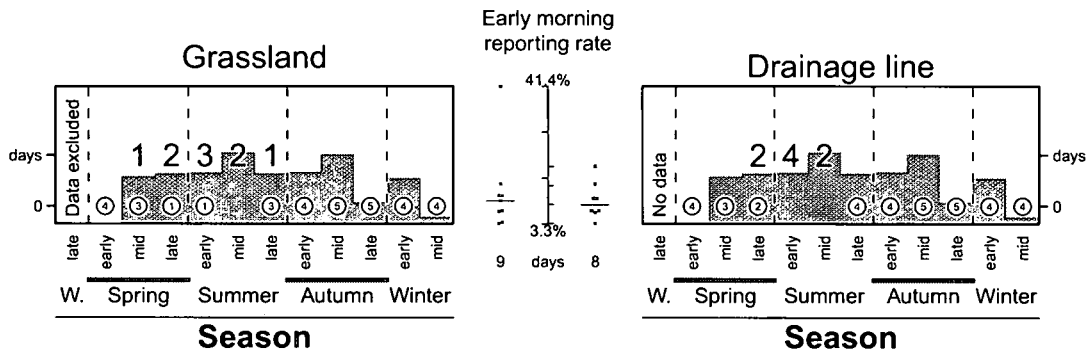 Early morning
reporting rate
Grassland
Drainage line
41.4%
3.3%
9 days 8
Data excluded
1 2 3 2 1
days
0
4 3 1 1 3 4 5 5 4 4
late early mid late early mid late early mid late early mid
W. Spring Summer Autumn Winter
Season
No data
2 4 2
days
0
4 3 2 4 4 5 4 4
late early mid late early mid late early mid late early mid
W. Spring Summer Autumn Winter
Season